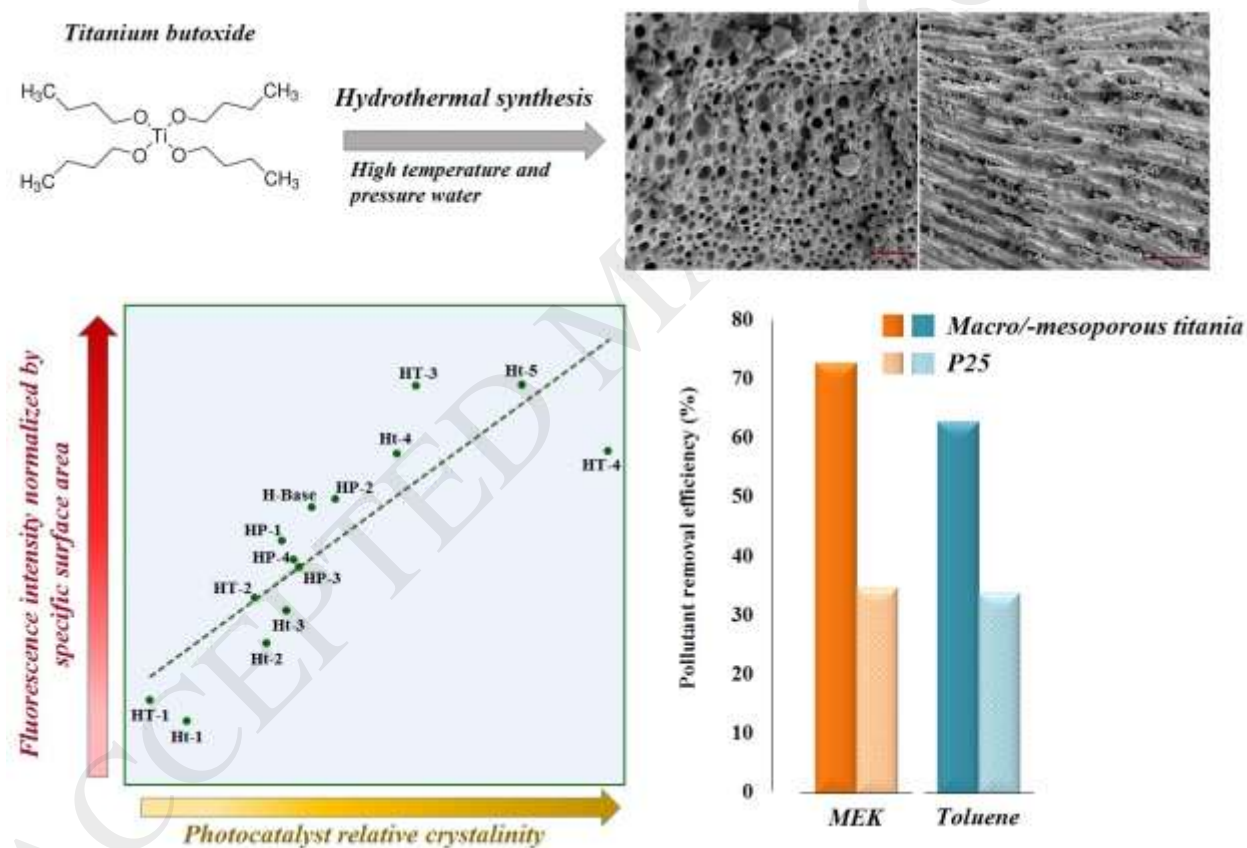 Titanium butoxide
H₃C
CH₃
O
O
Ti
O
O
H₃C
CH₃
Hydrothermal synthesis
High temperature and
pressure water
Fluorescence intensity normalized by
specific surface area
HT-3
Ht-5
Ht-4
HT-4
HP-2
H-Base
HP-1
HP-4
HP-3
HT-2
Ht-3
Ht-2
HT-1
Ht-1
Photocatalyst relative crystalinity
Pollutant removal efficiency (%)
80
70
60
50
40
30
20
10
0
Macro/-mesoporous titania
P25
MEK
Toluene
ACCEPTED MA